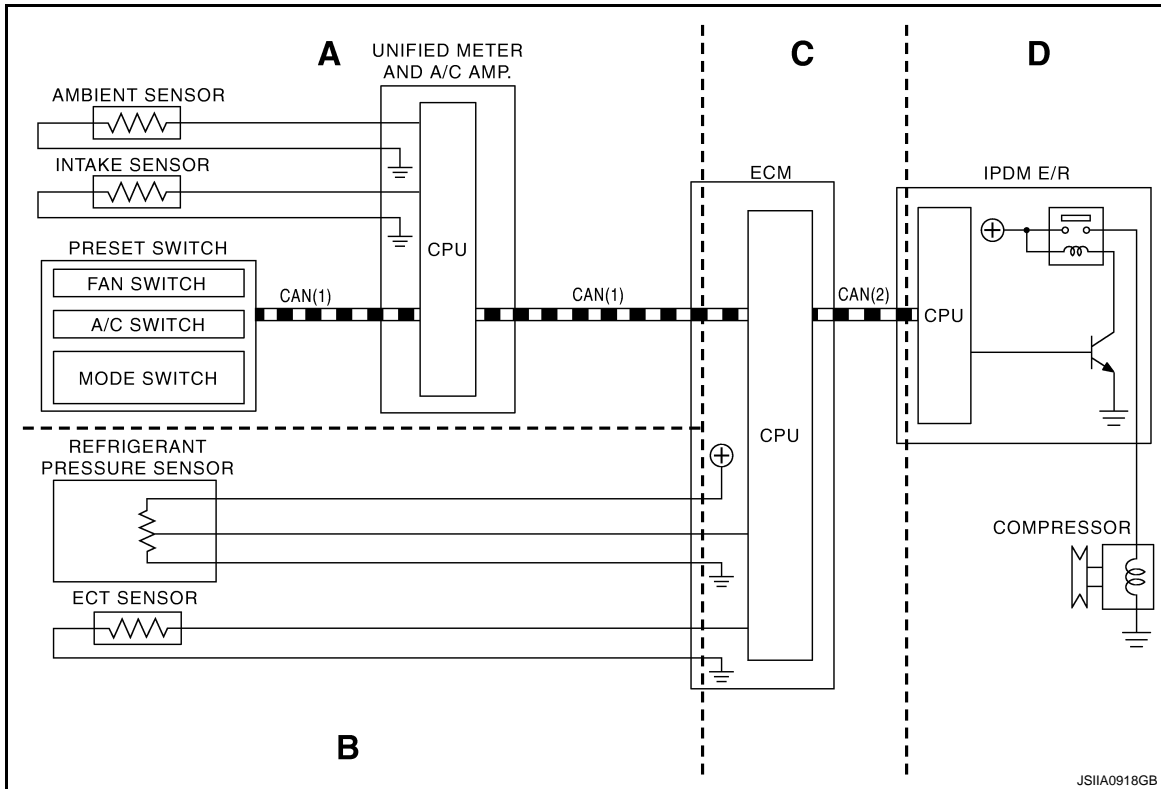 A
UNIFIED METER
AND A/C AMP.
C
D
AMBIENT SENSOR
INTAKE SENSOR
ECM
IPDM E/R
PRESET SWITCH
CPU
FAN SWITCH
CAN(1)
CAN(1)
CAN(2)
A/C SWITCH
CPU
MODE SWITCH
CPU
REFRIGERANT
PRESSURE SENSOR
COMPRESSOR
ECT SENSOR
B
JSIIA0918GB